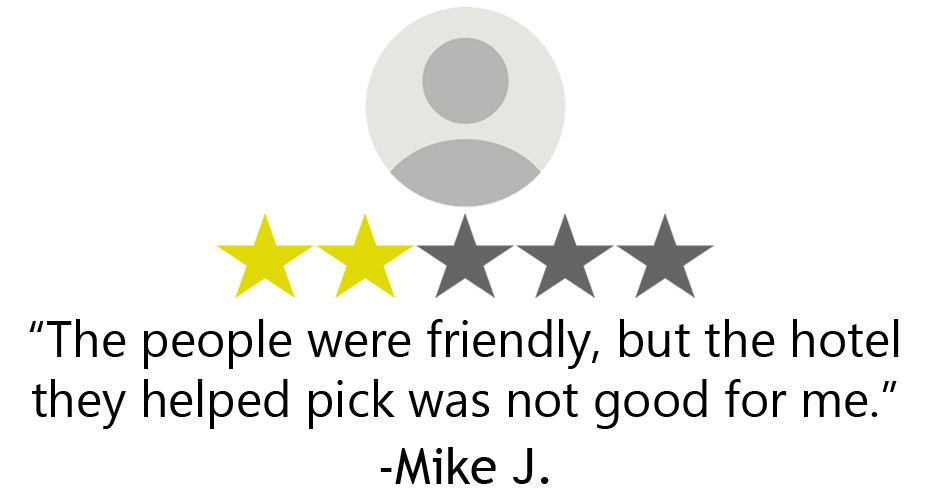 “The people were friendly, but the hotel
they helped pick was not good for me.”
-Mike J.